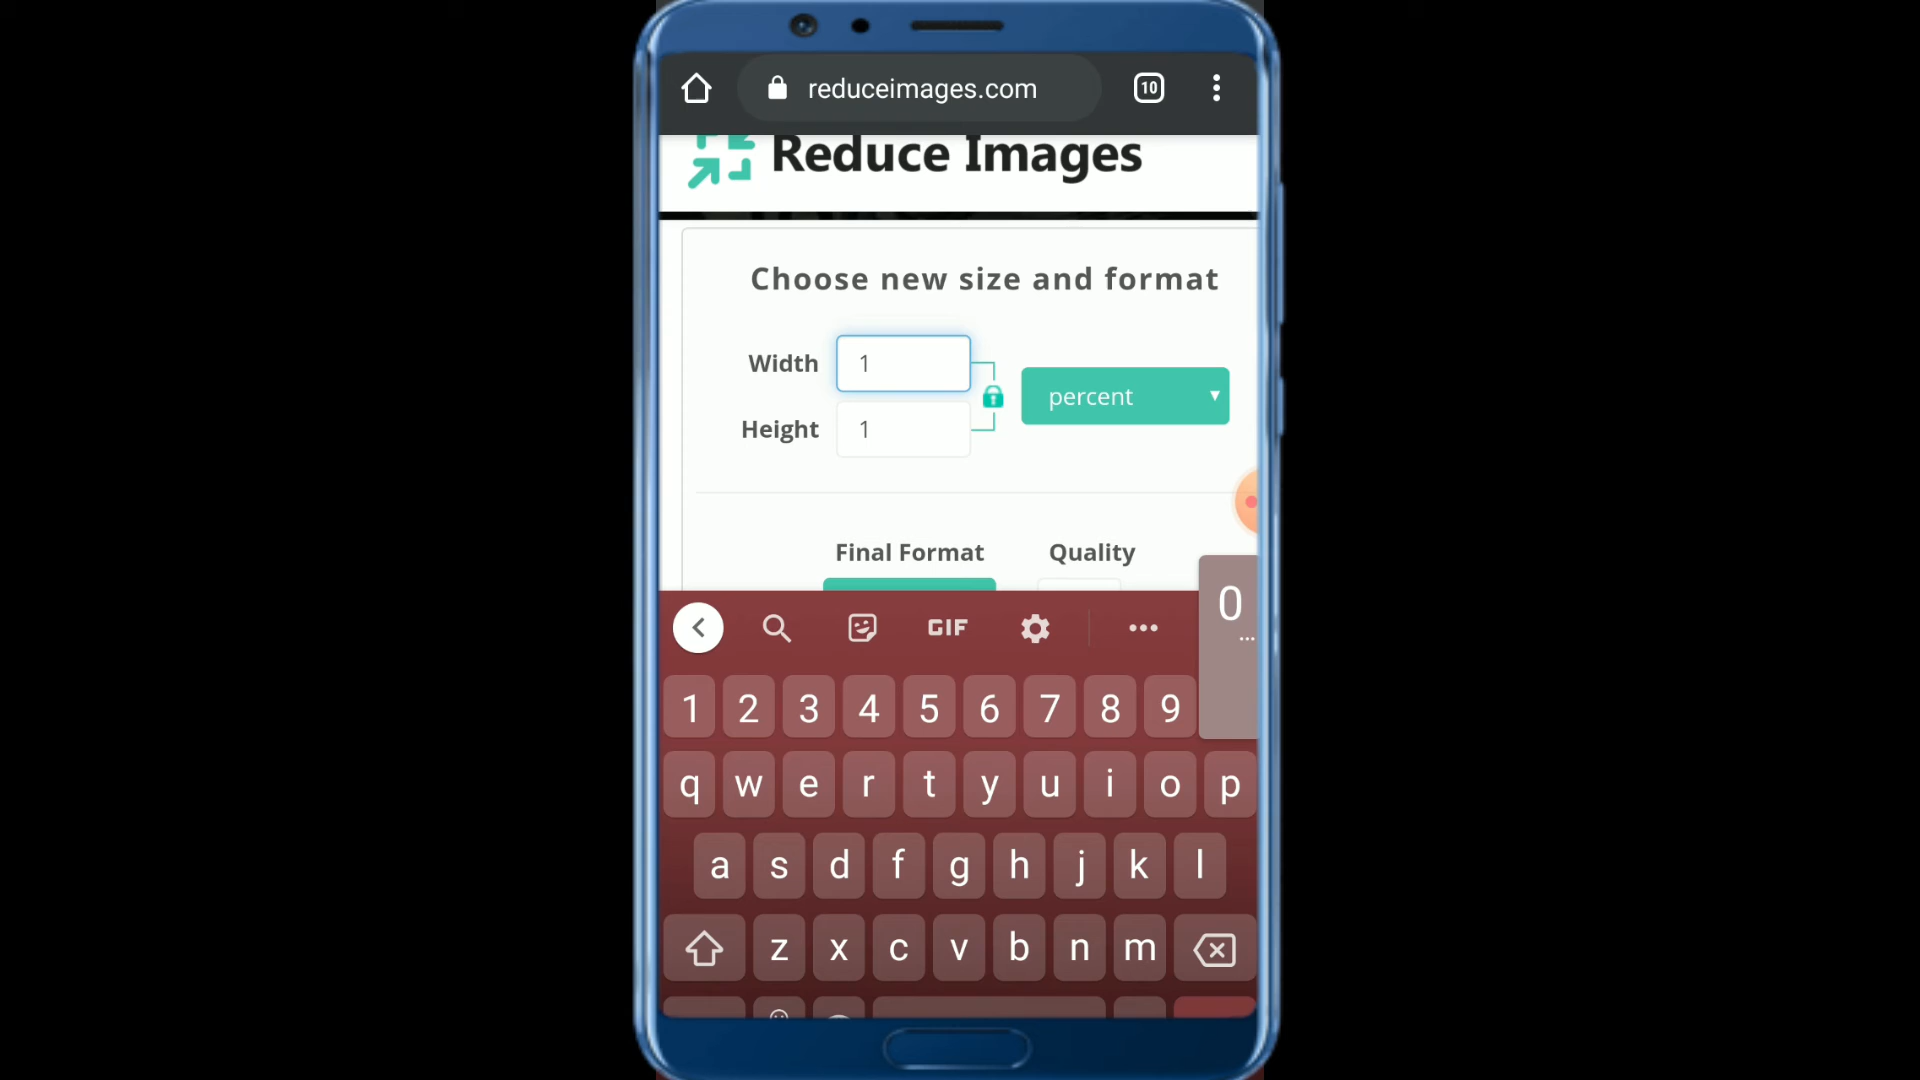 reduceimages.com
10
Reduce Images
Choose new size and format
Width 1
percent
Height 1
Final Format Quality
0
...
GIF
1 2 3 4 5 6 7 8 9
q w e r t y u i o p
a s d f g h j k l
z x c v b n m